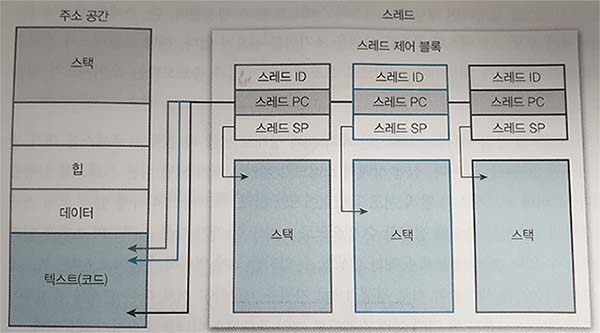 주소 공간
스레드
스택
스레드 제어 블록
스레드 ID
스레드 ID
스레드 ID
스레드 PC
스레드 PC
스레드 PC
스레드 SP
스레드 SP
스레드 SP
힙
데이터
텍스트(코드)
스택
스택
스택